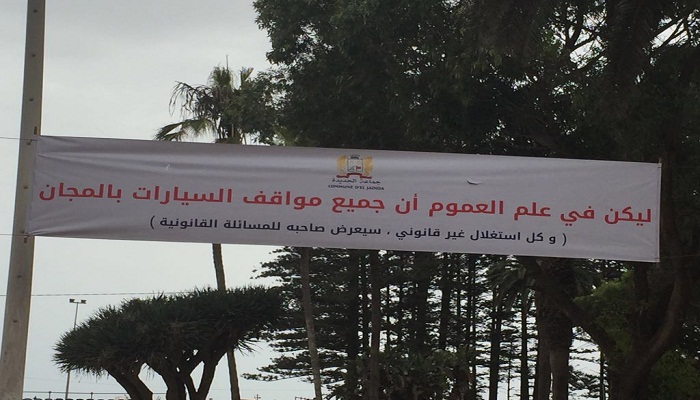 جماعة الجديدة
COMMUNE D'EL JADIDA
ليكن في علم العموم أن جميع مواقف السيارات بالمجان
( و كل استغلال غير قانوني ، سيعرض صاحبه للمسائلة القانونية )